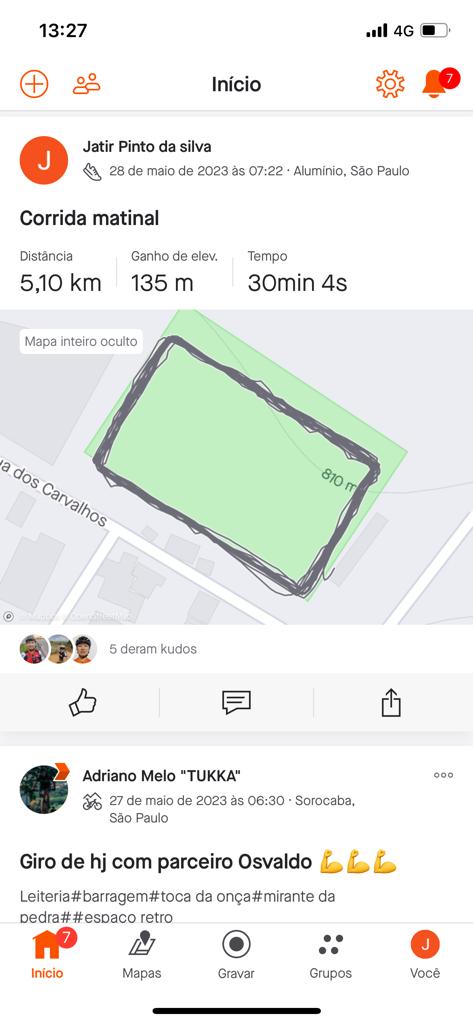 13:27
4G
Início
7
J
Jatir Pinto da silva
28 de maio de 2023 às 07:22 · Alumínio, São Paulo
Corrida matinal
Distância
Ganho de elev.
Tempo
5,10 km
135 m
30min 4s
Mapa inteiro oculto
810 m
ua dos Carvalhos
5 deram kudos
Adriano Melo "TUKKA"
27 de maio de 2023 às 06:30 · Sorocaba,
São Paulo
Giro de hj com parceiro Osvaldo 💪💪💪
Leiteria#barragem#toca da onça#mirante da
pedra##espaço retro
7
J
Início
Mapas
Gravar
Grupos
Você